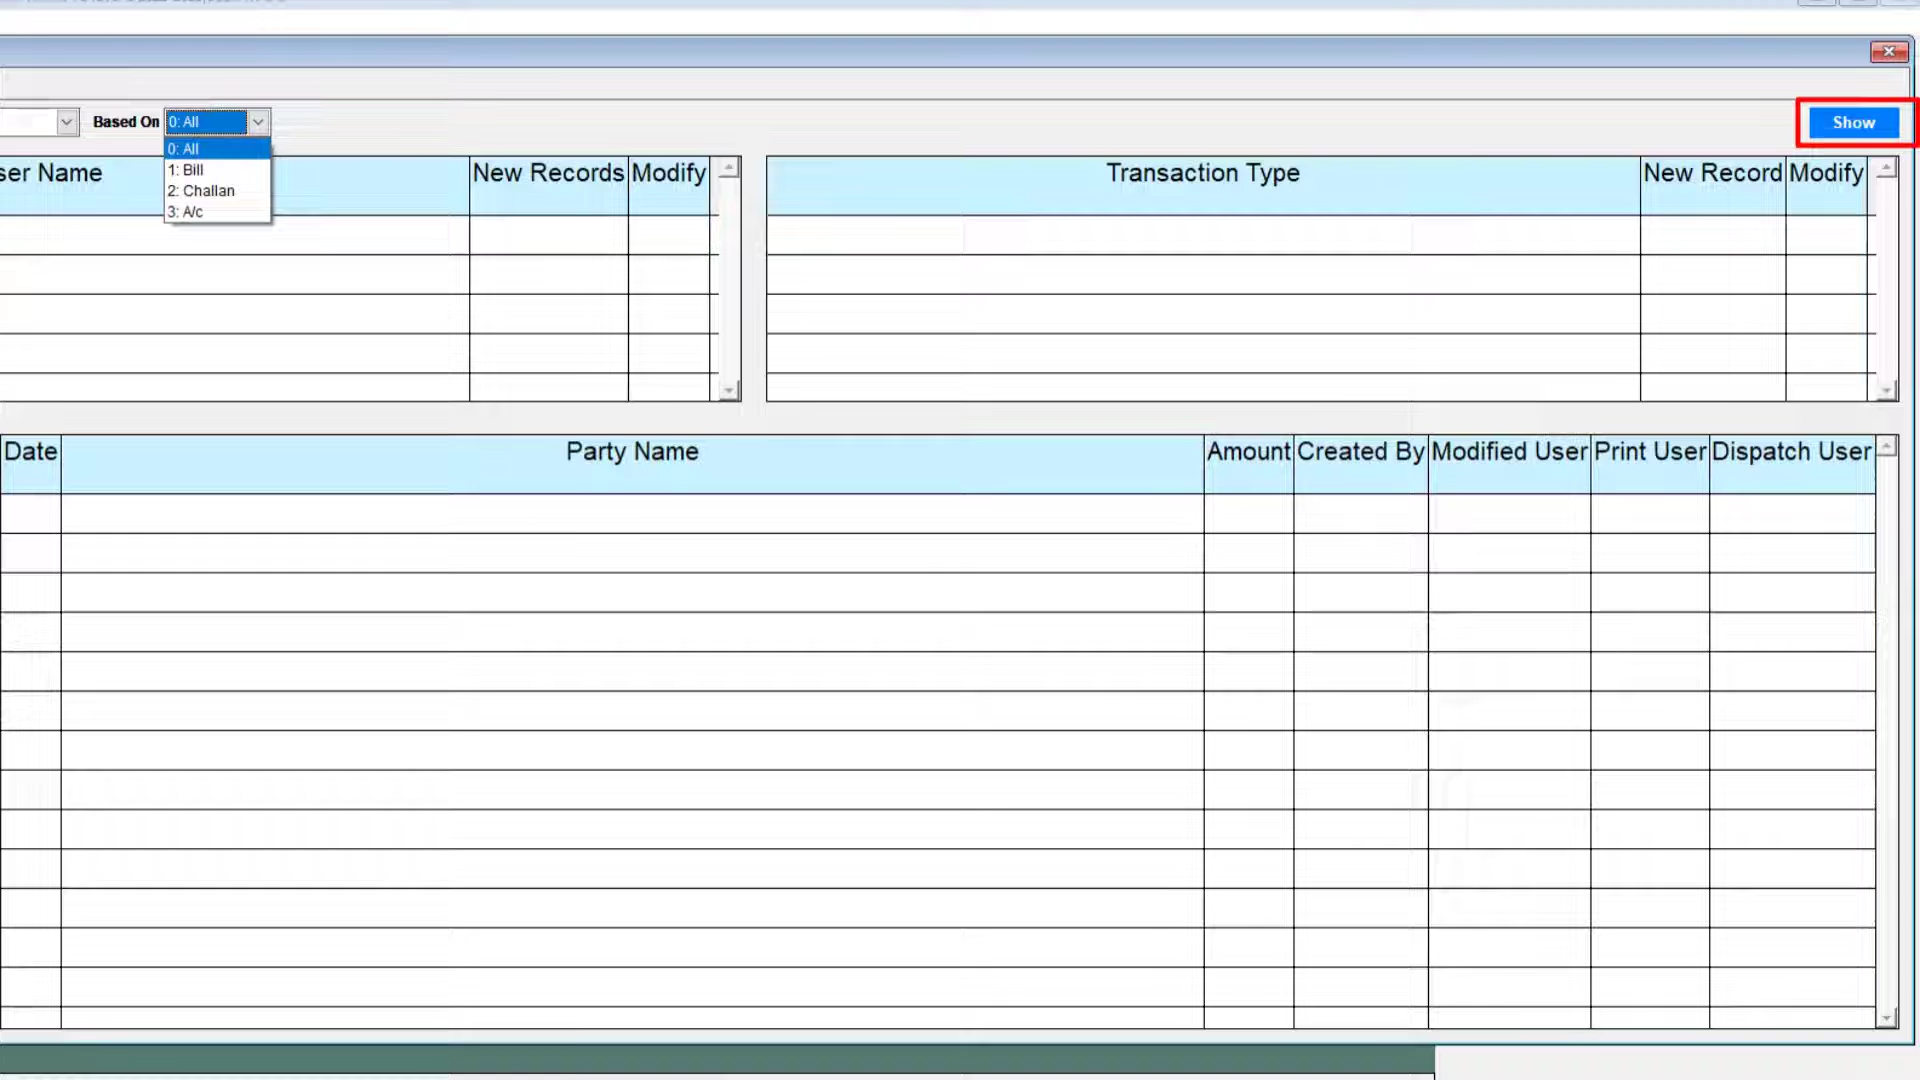 Based On 0: All
Show
0: All
1: Bill
2: Challan
3: A/c
ser Name New Records Modify
Transaction Type New Record Modify
Date Party Name Amount Created By Modified User Print User Dispatch User